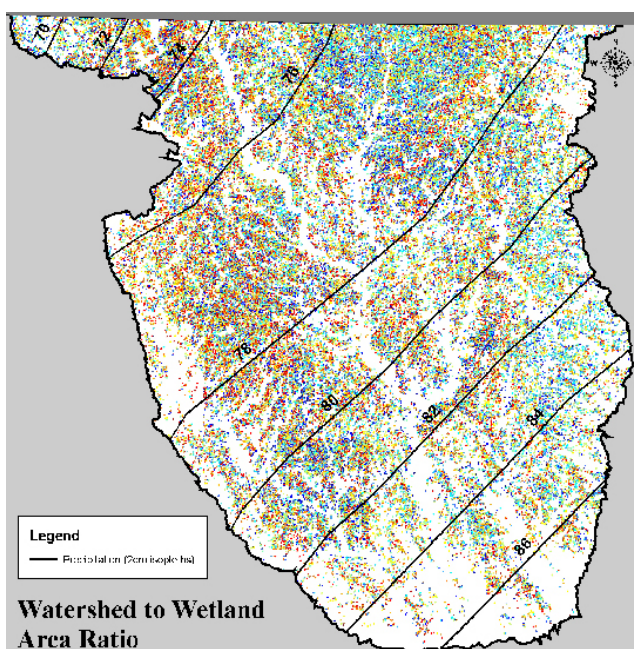 70 72 74 76
N
W
S
78
80 82 84
86
Legend
Precipitation (2cm isopleths)
Watershed to Wetland
Area Ratio